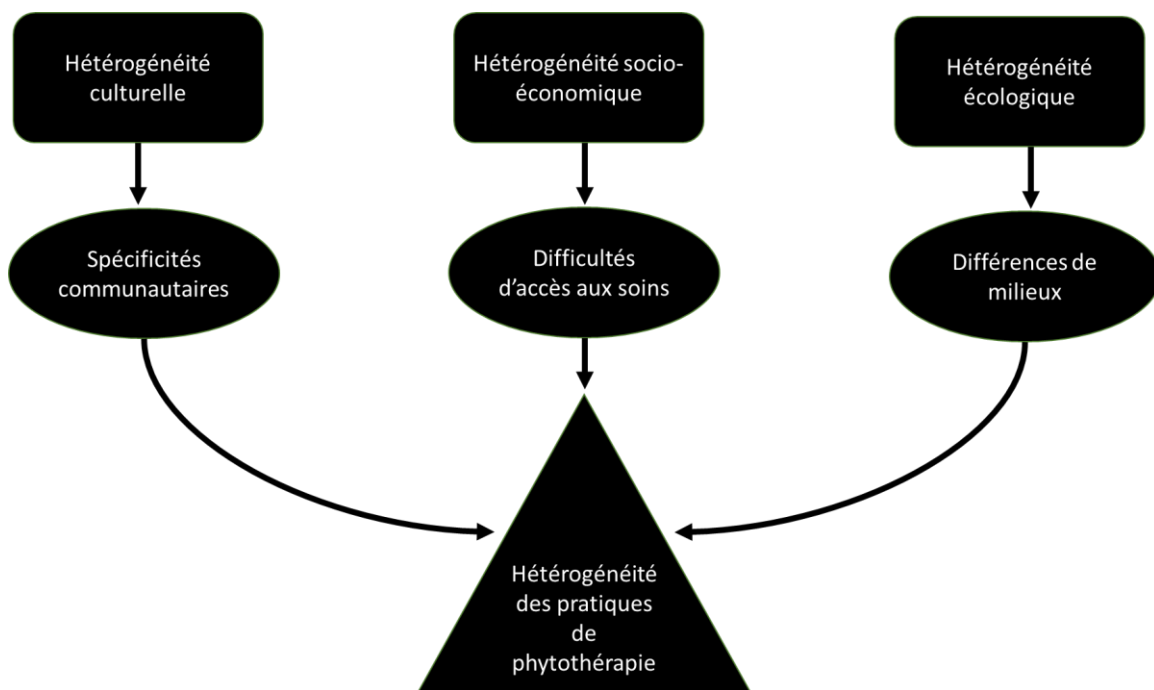 Hétérogénéité
culturelle
Hétérogénéité socio-
économique
Hétérogénéité
écologique
Spécificités
communautaires
Difficultés
d’accès aux soins
Différences de
milieux
Hétérogénéité
des pratiques
de
phytothérapie